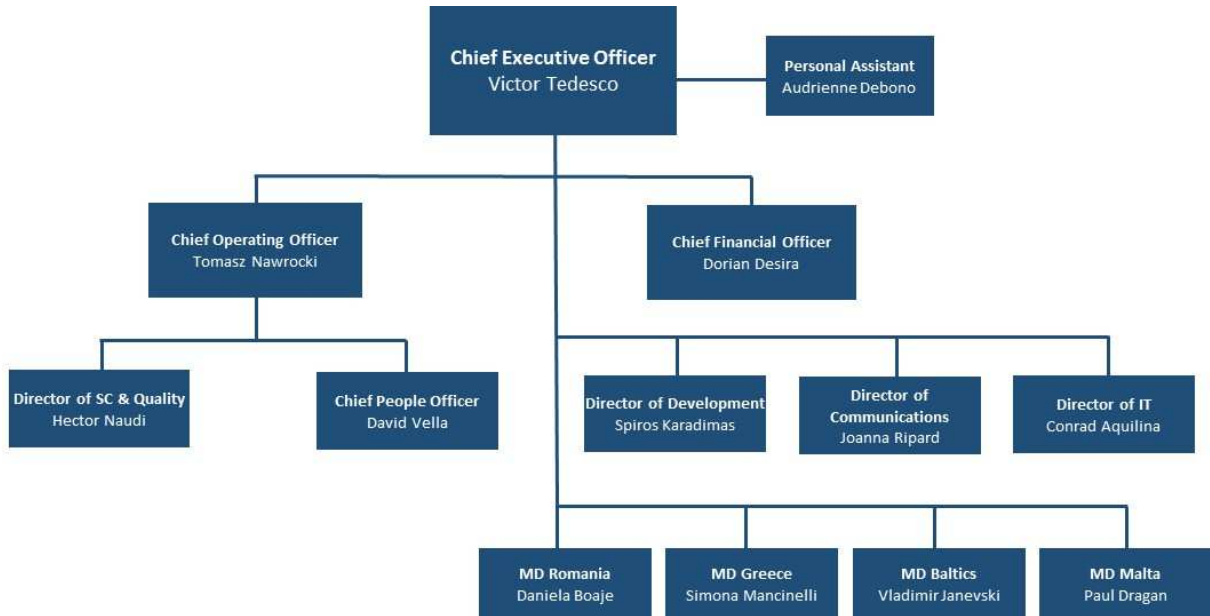 Chief Executive Officer
Victor Tedesco
Personal Assistant
Audrienne Debono
Chief Operating Officer
Tomasz Nawrocki
Chief Financial Officer
Dorian Desira
Director of SC & Quality
Hector Naudi
Chief People Officer
David Vella
Director of Development
Spiros Karadimas
Director of
Communications
Joanna Ripard
Director of IT
Conrad Aquilina
MD Romania
Daniela Boaje
MD Greece
Simona Mancinelli
MD Baltics
Vladimir Janevski
MD Malta
Paul Dragan